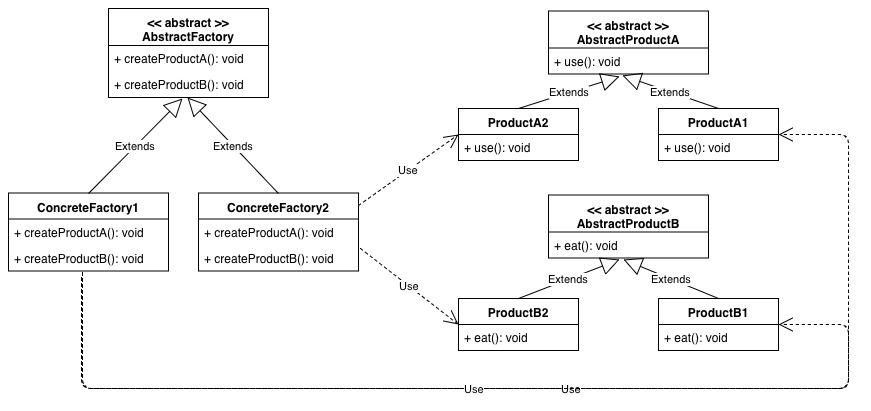 << abstract >>
AbstractFactory
+ createProductA(): void
+ createProductB(): void
<< abstract >>
AbstractProductA
+ use(): void
Extends
Extends
ProductA2
+ use(): void
ProductA1
+ use(): void
Extends
Extends
Use
ConcreteFactory1
+ createProductA(): void
+ createProductB(): void
ConcreteFactory2
+ createProductA(): void
+ createProductB(): void
<< abstract >>
AbstractProductB
+ eat(): void
Extends
Extends
Use
ProductB2
+ eat(): void
ProductB1
+ eat(): void
Use
Use